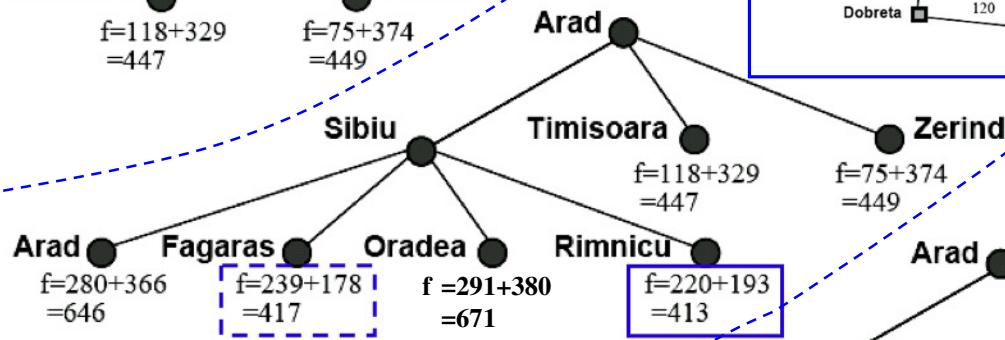 f=118+329
=447
f=75+374
=449
Arad
Dobreta
120
Sibiu
Timisoara
f=118+329
=447
Zerind
f=75+374
=449
Arad
f=280+366
=646
Fagaras
f=239+178
=417
Oradea
f =291+380
=671
Rimnicu
f=220+193
=413
Arad